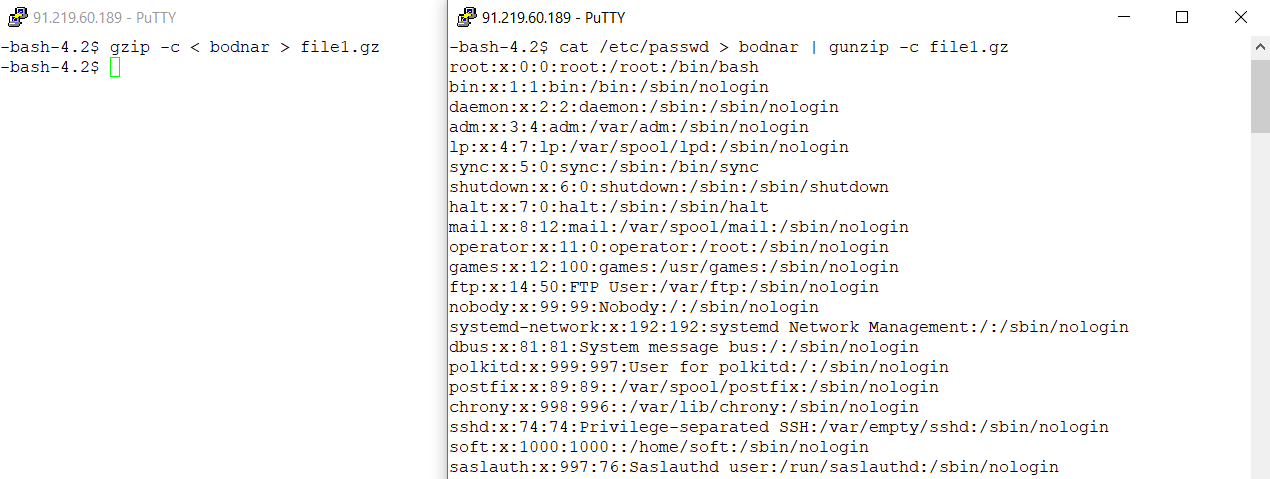 91.219.60.189 - PuTTY
-bash-4.2$ gzip -c < bodnar > file1.gz
-bash-4.2$
91.219.60.189 - PuTTY
-bash-4.2$ cat /etc/passwd > bodnar | gunzip -c file1.gz
root:x:0:0:root:/root:/bin/bash
bin:x:1:1:bin:/bin:/sbin/nologin
daemon:x:2:2:daemon:/sbin:/sbin/nologin
adm:x:3:4:adm:/var/adm:/sbin/nologin
lp:x:4:7:lp:/var/spool/lpd:/sbin/nologin
sync:x:5:0:sync:/sbin:/bin/sync
shutdown:x:6:0:shutdown:/sbin:/sbin/shutdown
halt:x:7:0:halt:/sbin:/sbin/halt
mail:x:8:12:mail:/var/spool/mail:/sbin/nologin
operator:x:11:0:operator:/root:/sbin/nologin
games:x:12:100:games:/usr/games:/sbin/nologin
ftp:x:14:50:FTP User:/var/ftp:/sbin/nologin
nobody:x:99:99:Nobody:/:/sbin/nologin
systemd-network:x:192:192:systemd Network Management:/:/sbin/nologin
dbus:x:81:81:System message bus:/:/sbin/nologin
polkitd:x:999:997:User for polkitd:/:/sbin/nologin
postfix:x:89:89::/var/spool/postfix:/sbin/nologin
chrony:x:998:996::/var/lib/chrony:/sbin/nologin
sshd:x:74:74:Privilege-separated SSH:/var/empty/sshd:/sbin/nologin
soft:x:1000:1000::/home/soft:/sbin/nologin
saslauth:x:997:76:Saslauthd user:/run/saslauthd:/sbin/nologin